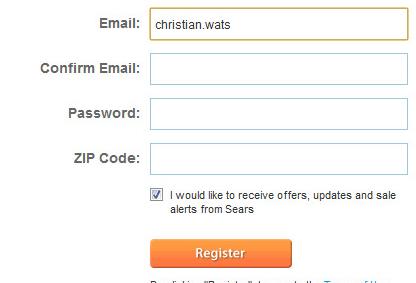 Email: christian.wats
Confirm Email:
Password:
ZIP Code:
I would like to receive offers, updates and sale
alerts from Sears
Register